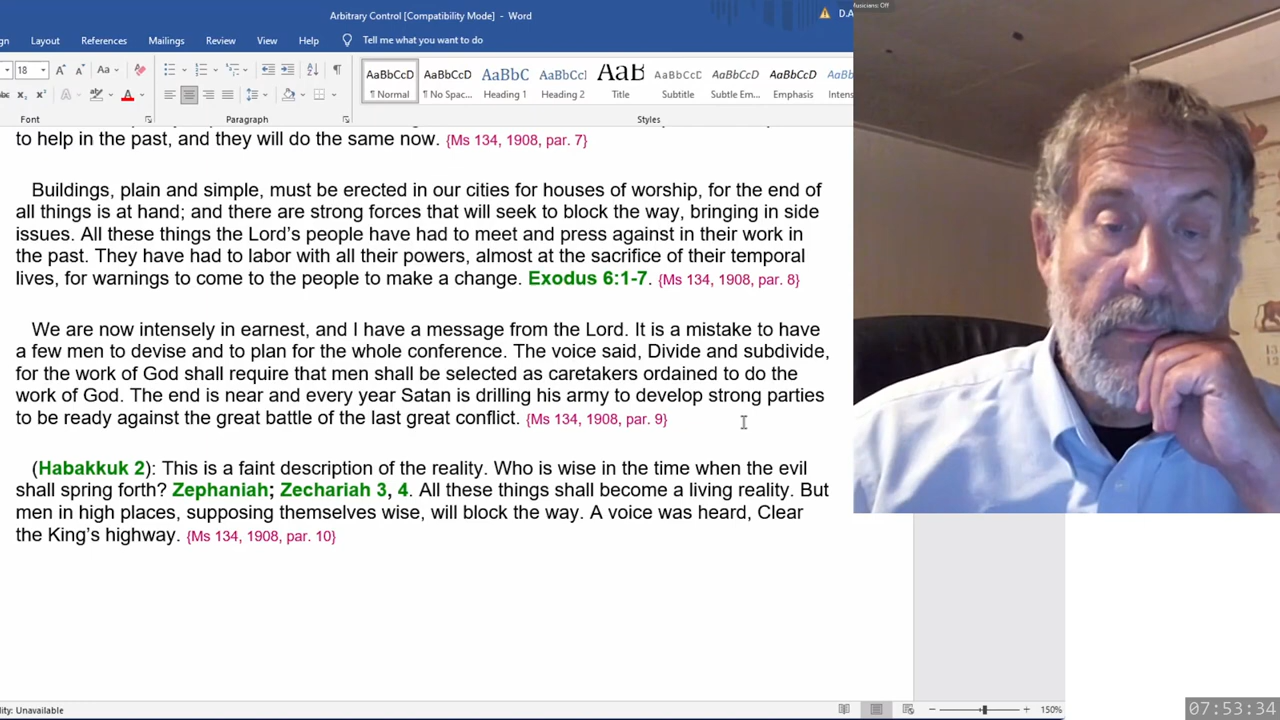 Arbitrary Control [Compatibility Mode] - Word
D.A
usicians: Off
gn Layout References Mailings Review View Help Tell me what you want to do
18 A A Aa
abc x₂ x² A A
AaBbCcD AaBbCcD AaBbC AaBbCcI AaB AaBbCcD AaBbCcD AaBbCcD AaBb
¶ Normal ¶ No Spac... Heading 1 Heading 2 Title Subtitle Subtle Em... Emphasis Intens
Font Paragraph Styles
to help in the past, and they will do the same now. {Ms 134, 1908, par. 7}
Buildings, plain and simple, must be erected in our cities for houses of worship, for the end of
all things is at hand; and there are strong forces that will seek to block the way, bringing in side
issues. All these things the Lord's people have had to meet and press against in their work in
the past. They have had to labor with all their powers, almost at the sacrifice of their temporal
lives, for warnings to come to the people to make a change. Exodus 6:1-7. {Ms 134, 1908, par. 8}
We are now intensely in earnest, and I have a message from the Lord. It is a mistake to have
a few men to devise and to plan for the whole conference. The voice said, Divide and subdivide,
for the work of God shall require that men shall be selected as caretakers ordained to do the
work of God. The end is near and every year Satan is drilling his army to develop strong parties
to be ready against the great battle of the last great conflict. {Ms 134, 1908, par. 9}
(Habakkuk 2): This is a faint description of the reality. Who is wise in the time when the evil
shall spring forth? Zephaniah; Zechariah 3, 4. All these things shall become a living reality. But
men in high places, supposing themselves wise, will block the way. A voice was heard, Clear
the King's highway. {Ms 134, 1908, par. 10}
ility: Unavailable
150%
07:53:34